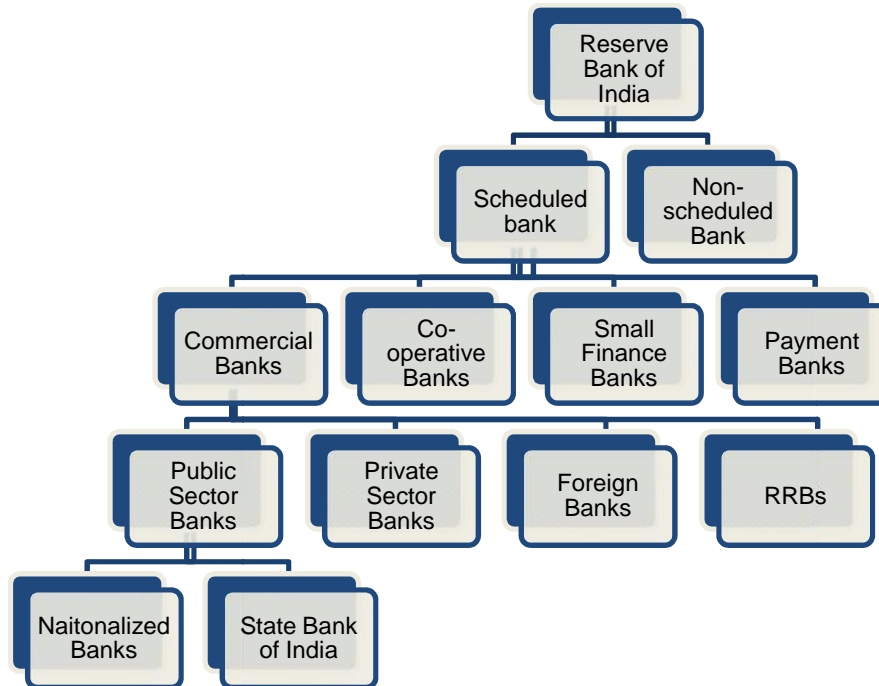 Reserve
Bank of
India
Scheduled
bank
Non-
scheduled
Bank
Commercial
Banks
Co-
operative
Banks
Small
Finance
Banks
Payment
Banks
Public
Sector
Banks
Private
Sector
Banks
Foreign
Banks
RRBs
Naitonalized
Banks
State Bank
of India